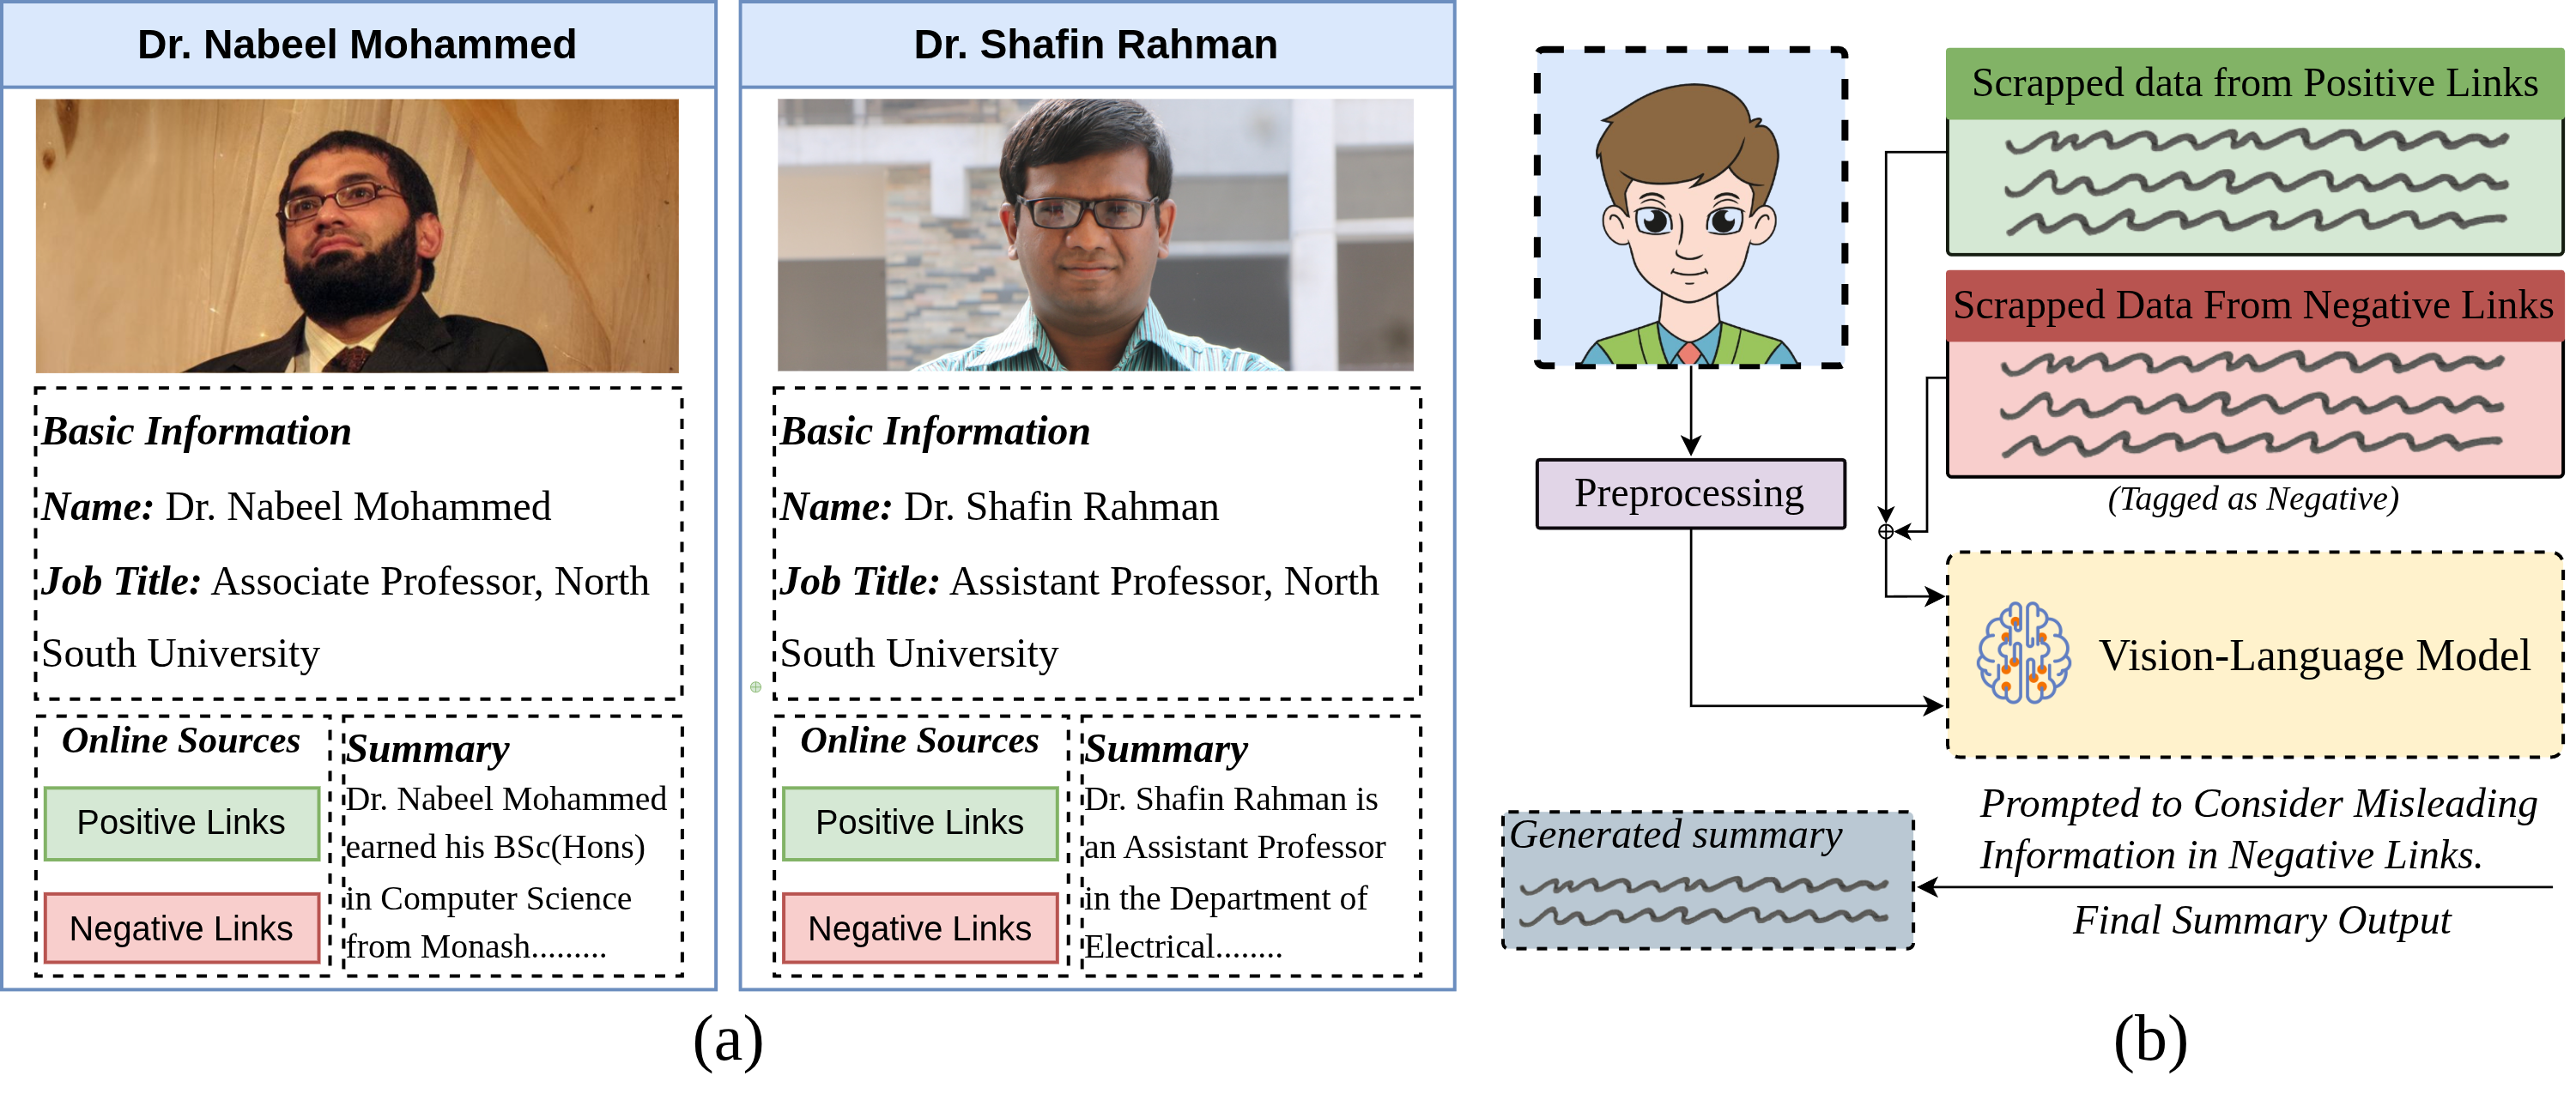 Dr. Nabeel Mohammed
Basic Information
Name: Dr. Nabeel Mohammed
Job Title: Associate Professor, North
South University
Online Sources
Positive Links
Negative Links
Summary
Dr. Nabeel Mohammed
earned his BSc(Hons)
in Computer Science
from Monash.........
Dr. Shafin Rahman
Basic Information
Name: Dr. Shafin Rahman
Job Title: Assistant Professor, North
South University
Online Sources
Positive Links
Negative Links
Summary
Dr. Shafin Rahman is
an Assistant Professor
in the Department of
Electrical........
(a)
Scrapped data from Positive Links
Scrapped Data From Negative Links
(Tagged as Negative)
Preprocessing
Vision-Language Model
Prompted to Consider Misleading
Information in Negative Links.
Final Summary Output
Generated summary
(b)